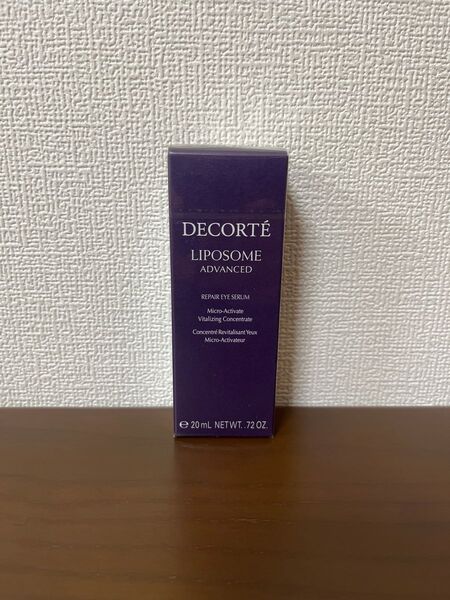 DECORTÉ
LIPOSOME
ADVANCED
REPAIR EYE SERUM
Micro-Activate
Vitalizing Concentrate
Concentré Revitalisant Yeux
Micro-Activateur
℮ 20 mL NET WT. .72 OZ.